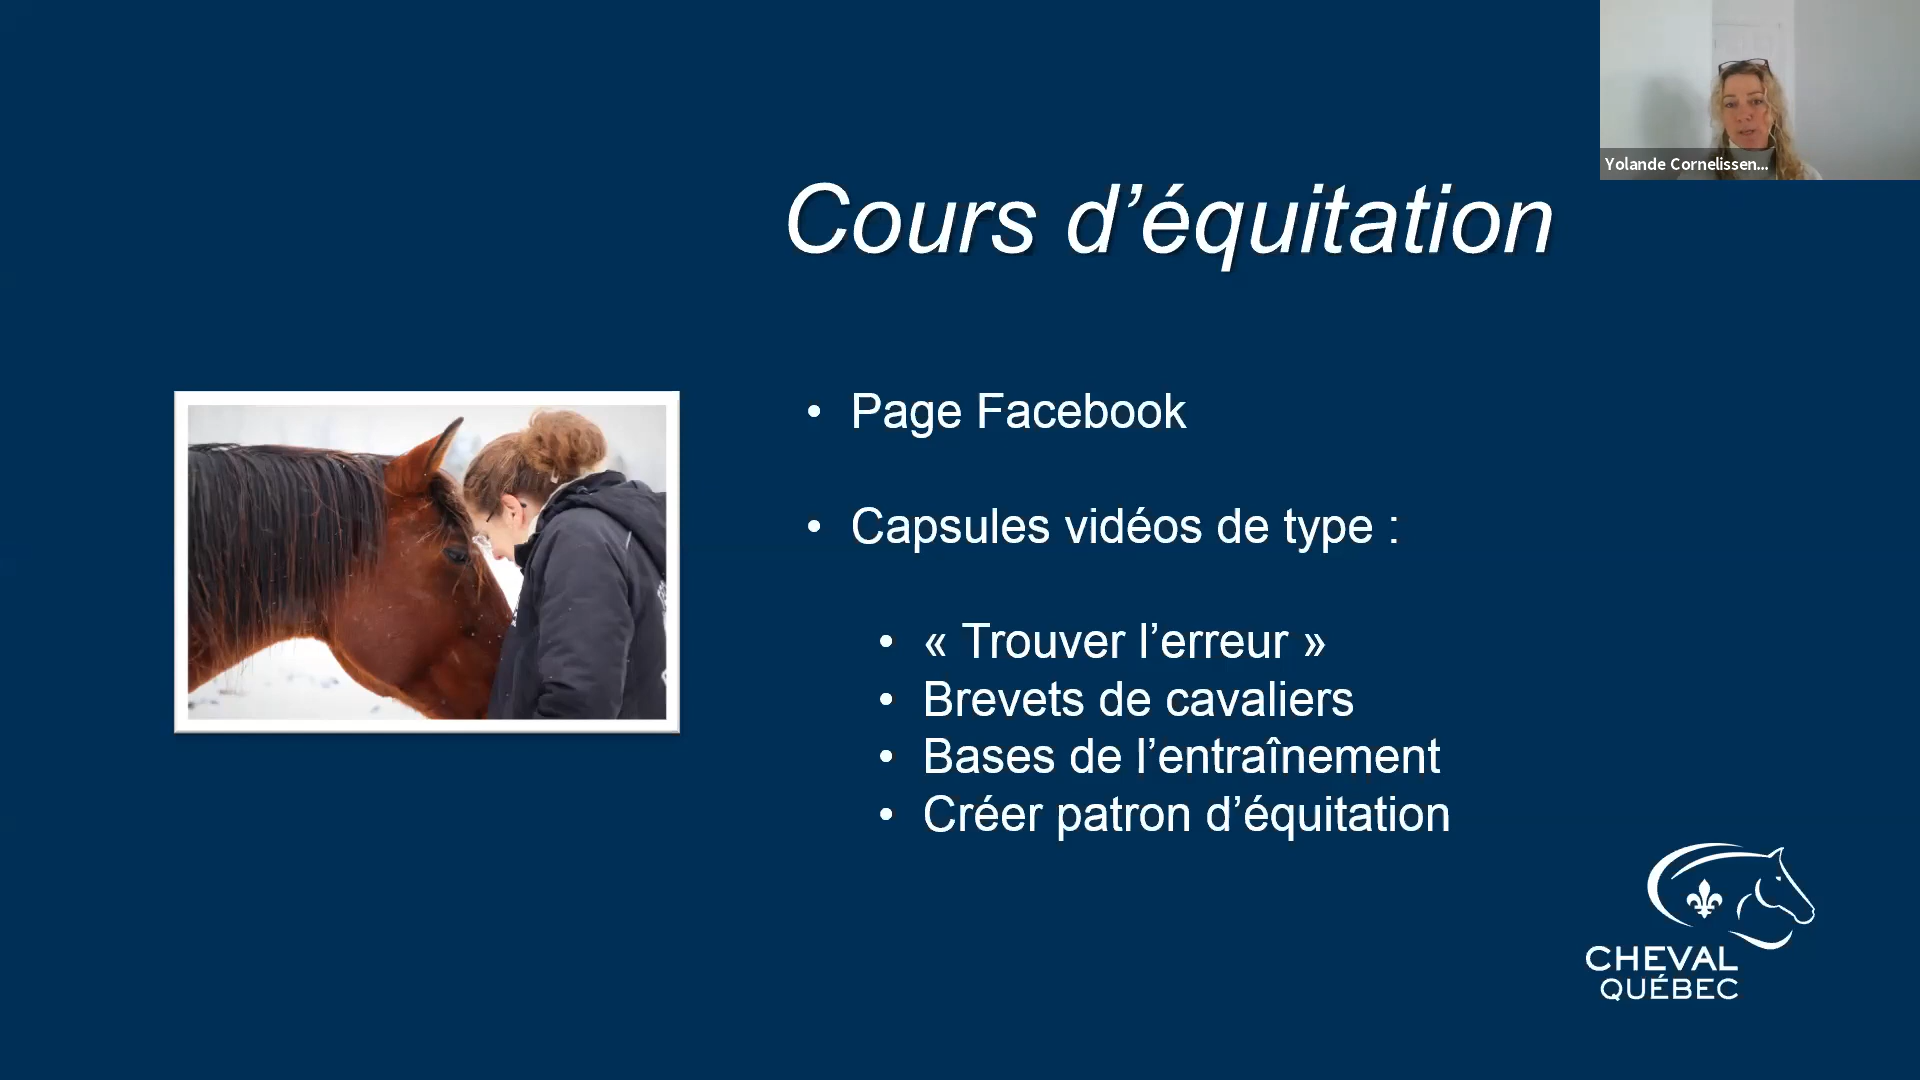 Yolande Cornelissen...
Cours d’équitation
• Page Facebook
• Capsules vidéos de type :
• « Trouver l’erreur »
• Brevets de cavaliers
• Bases de l’entraînement
• Créer patron d’équitation
CHEVAL
QUÉBEC